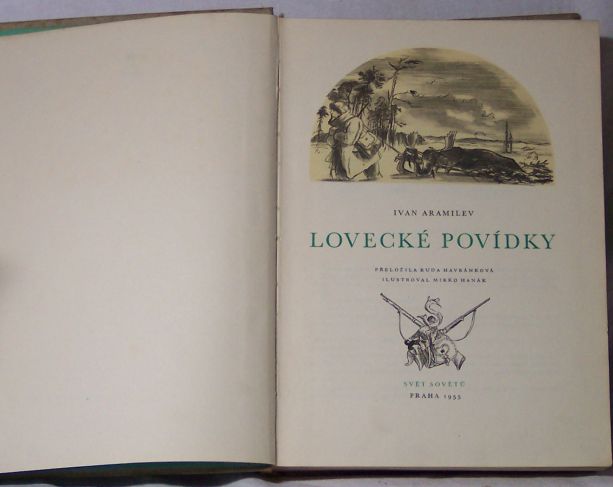 IVAN ARAMILEV
LOVECKÉ POVÍDKY
PŘELOŽILA RUDA HAVRÁNKOVÁ
ILUSTROVAL MIRKO HANÁK
SVĚT SOVĚTŮ
PRAHA 1955